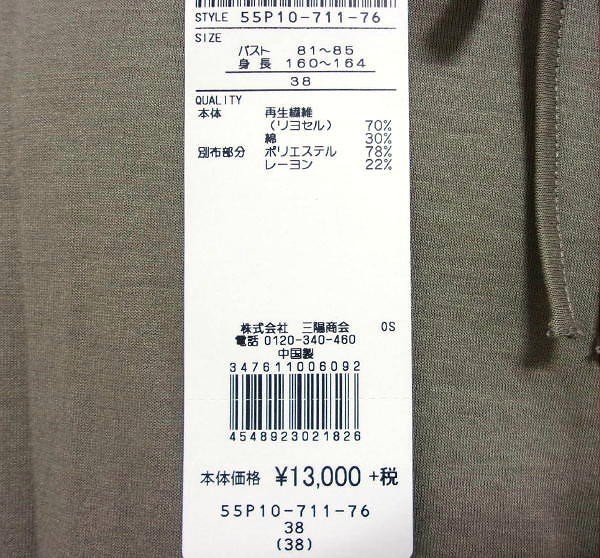 STYLE 55P10-711-76
SIZE
バスト 81〜85
身長 160〜164
38
QUALITY
本体 再生繊維
(リヨセル) 70%
綿 30%
別布部分 ポリエステル 78%
レーヨン 22%
株式会社 三陽商会 OS
電話 0120-340-460
中国製
347611006092
4548923021826
本体価格 ¥13,000 +税
55P10-711-76
38
(38)